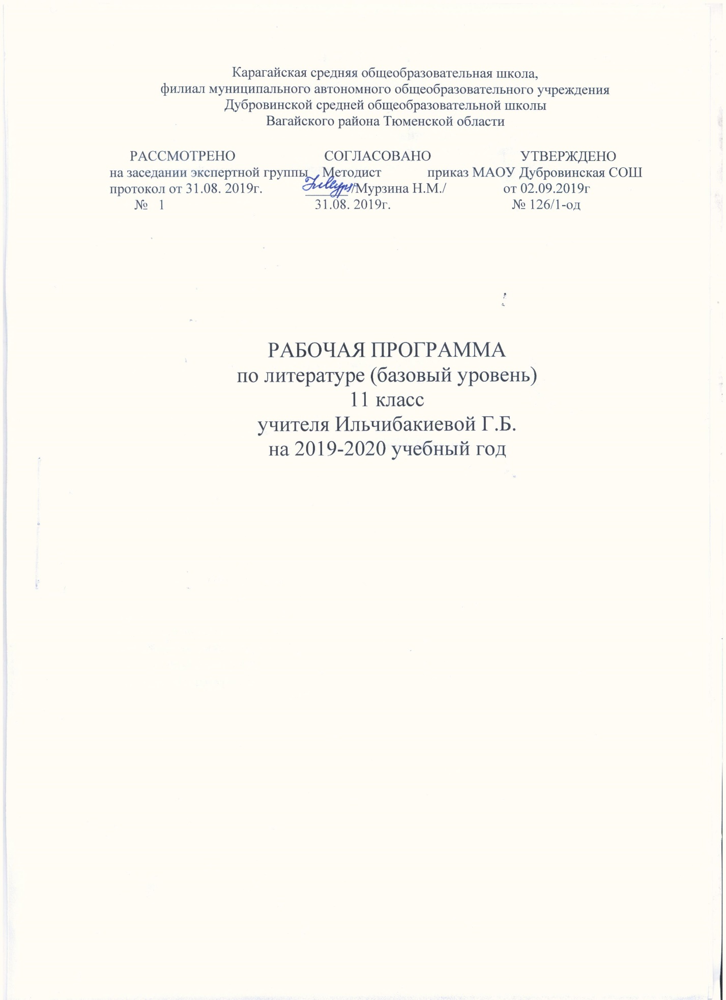 Карагайская средняя общеобразовательная школа,
филиал муниципального автономного общеобразовательного учреждения
Дубровинской средней общеобразовательной школы
Вагайского района Тюменской области
РАССМОТРЕНО СОГЛАСОВАНО УТВЕРЖДЕНО
на заседании экспертной группы Методист приказ МАОУ Дубровинская СОШ
протокол от 31.08. 2019г. ______/Мурзина Н.М./ от 02.09.2019г
№ 1 31.08. 2019г. № 126/1-од
РАБОЧАЯ ПРОГРАММА
по литературе (базовый уровень)
11 класс
учителя Ильчибакиевой Г.Б.
на 2019-2020 учебный год